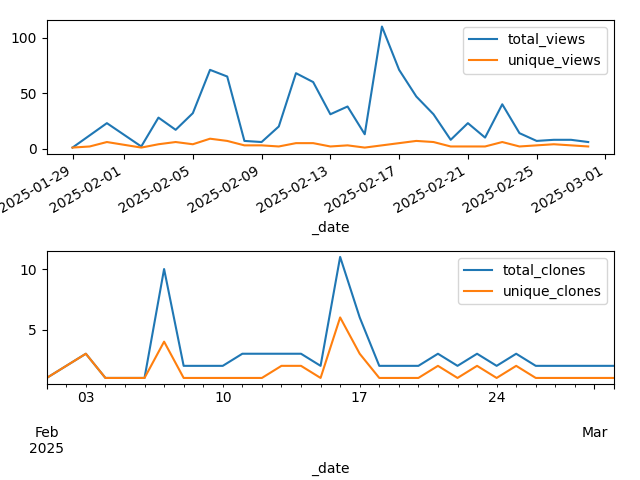 100
50
0
total_views
unique_views
2025-01-29
2025-02-01
2025-02-05
2025-02-09
2025-02-13
2025-02-17
2025-02-21
2025-02-25
2025-03-01
_date
10
5
total_clones
unique_clones
03
10
17
24
Feb
2025
Mar
_date